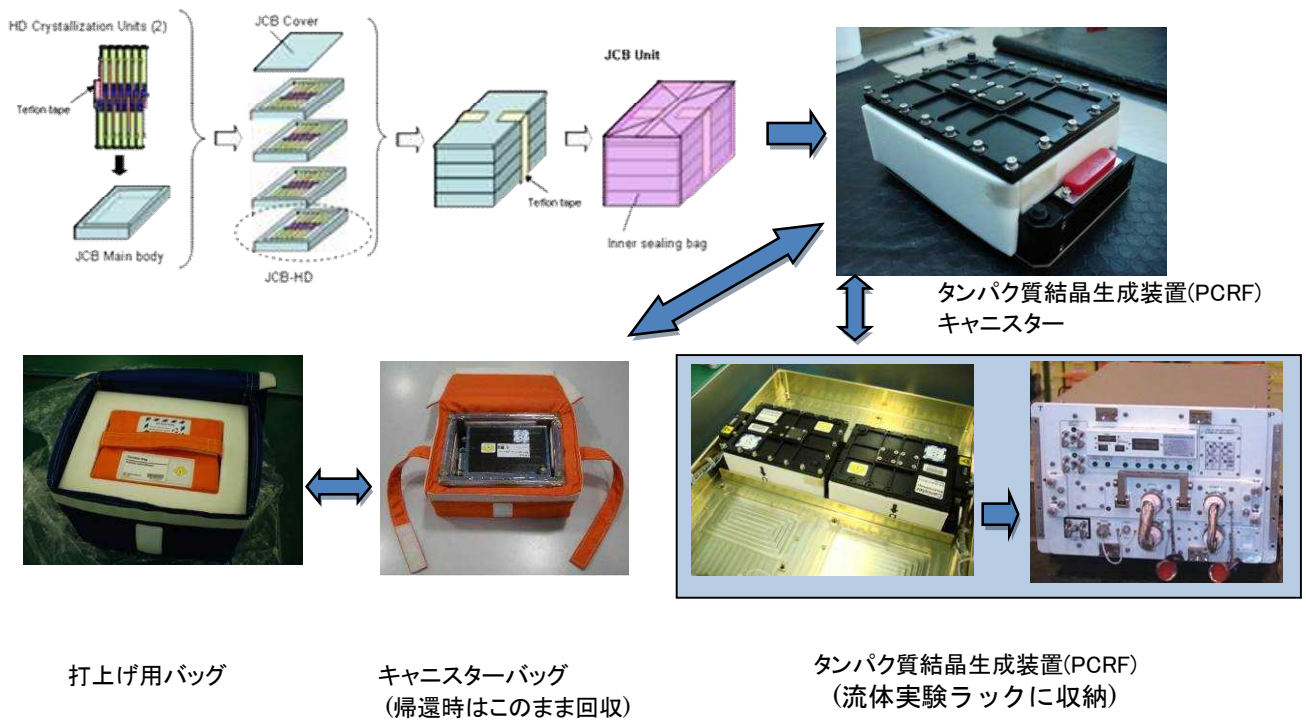 HD Crystallization Units (2)
Teflon tape
JCB Main body
JCB Cover
JCB-HD
Teflon tape
JCB Unit
Inner sealing bag
タンパク質結晶生成装置(PCRF)
キャニスター
打上げ用バッグ
キャニスターバッグ
(帰還時はこのまま回収)
タンパク質結晶生成装置(PCRF)
(流体実験ラックに収納)